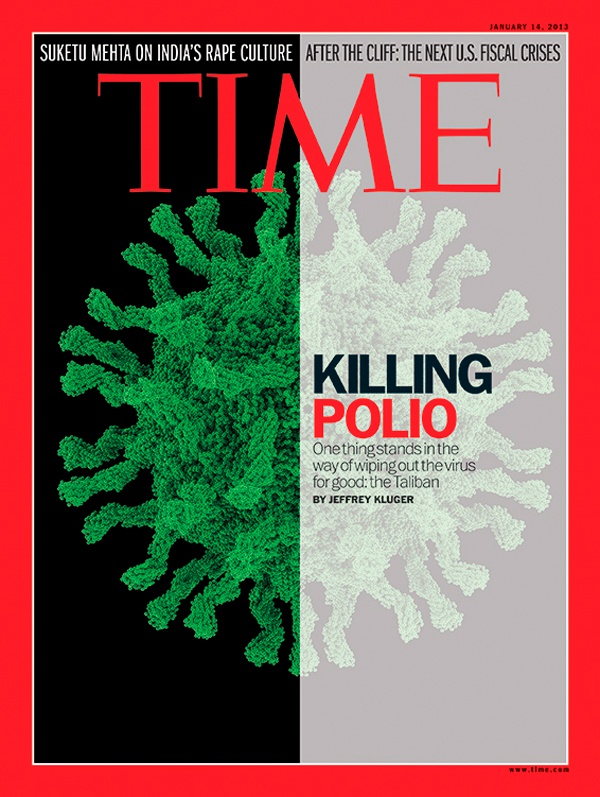 JANUARY 14, 2013
SUKETU MEHTA ON INDIA'S RAPE CULTURE
AFTER THE CLIFF: THE NEXT U.S. FISCAL CRISES
TIME
KILLING
POLIO
One thing stands in the
way of wiping out the virus
for good: the Taliban
BY JEFFREY KLUGER
www.time.com